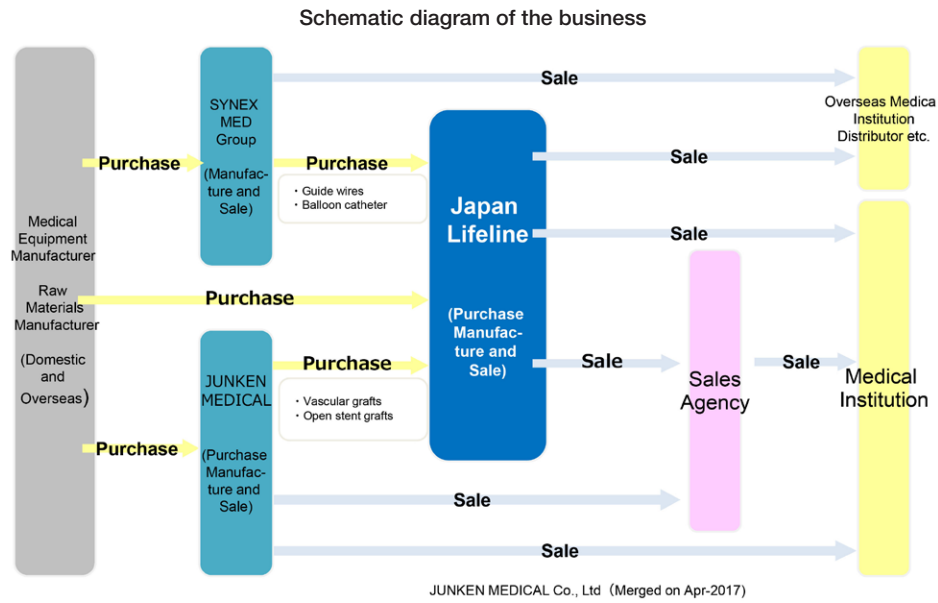 Schematic diagram of the business
Medical
Equipment
Manufacturer
Raw
Materials
Manufacturer
(Domestic
and
Overseas)
Purchase
Purchase
SYNEX
MED
Group
(Manufac-
ture and
Sale)
JUNKEN
MEDICAL
(Purchase
Manufac-
ture and
Sale)
Purchase
・Guide wires
・Balloon catheter
Purchase
Purchase
・Vascular grafts
・Open stent grafts
Japan
Lifeline
(Purchase
Manufac-
ture and
Sale)
Sale
Sale
Sale
Sale
Sale
Sale
Sales
Agency
Sale
Overseas Medica
Institution
Distributor etc.
Medical
Institution
JUNKEN MEDICAL Co., Ltd（Merged on Apr-2017)